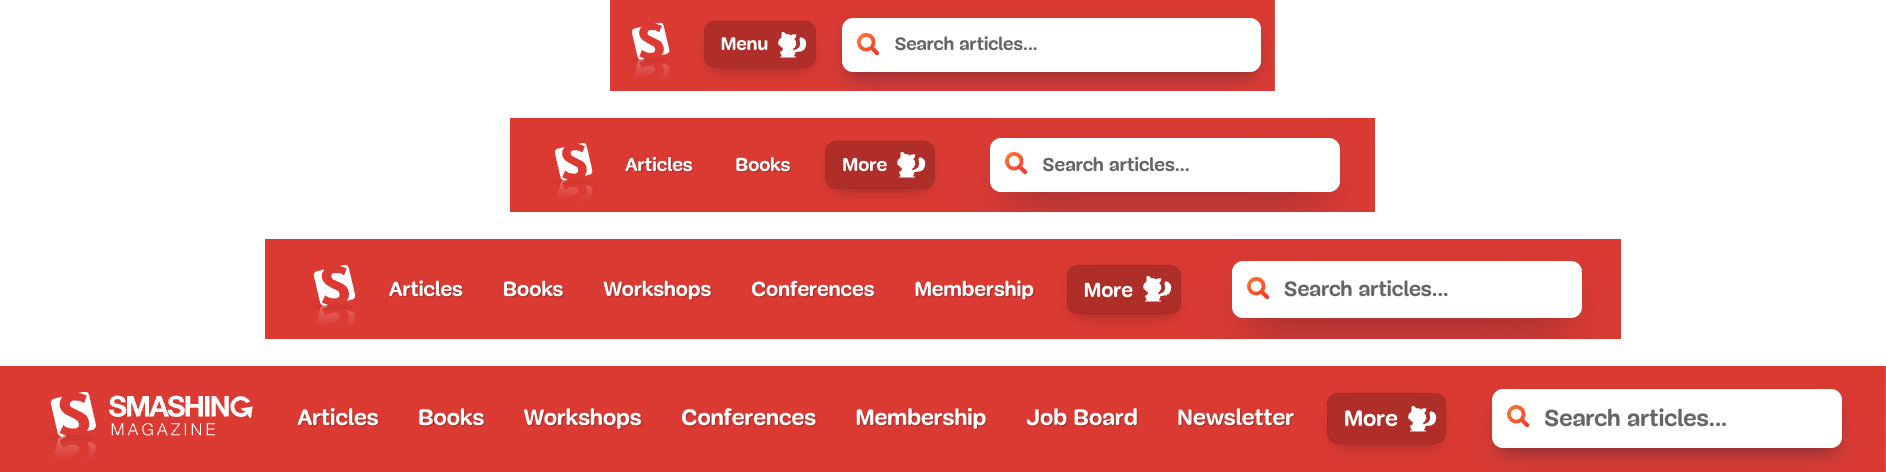 Menu Search articles...
Articles Books More Search articles...
Articles Books Workshops Conferences Membership More Search articles...
SMASHING MAGAZINE Articles Books Workshops Conferences Membership Job Board Newsletter More Search articles...